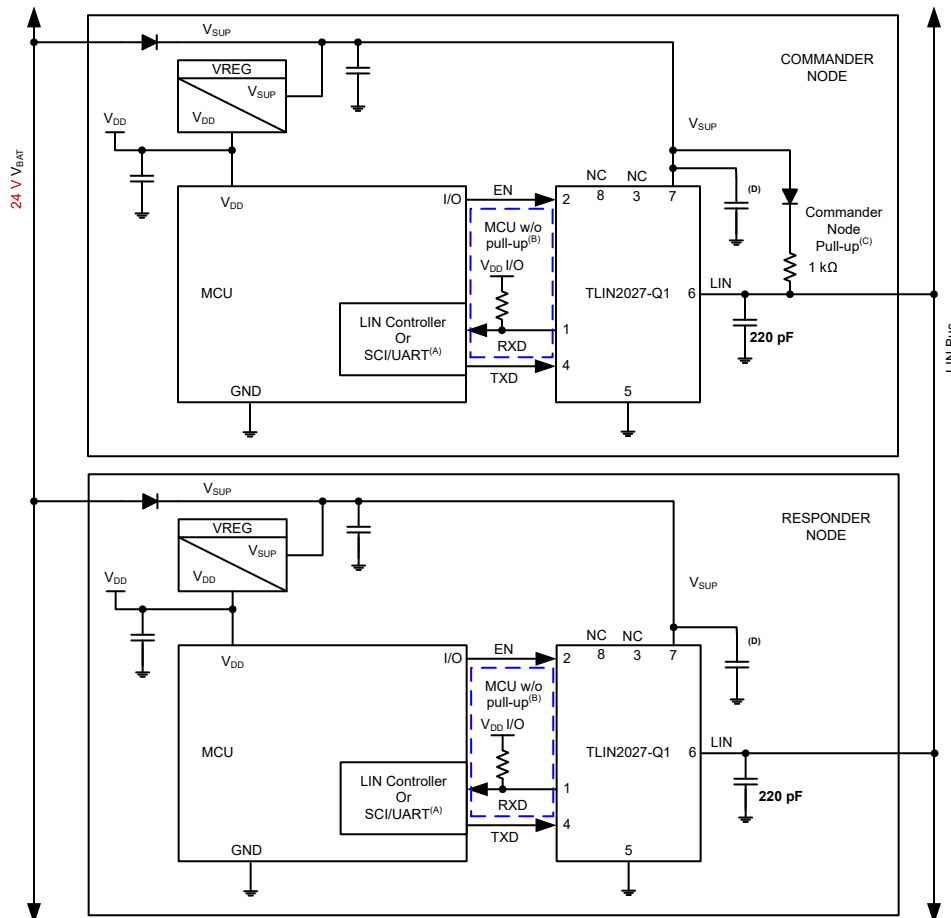 24 V VBAT
COMMANDER
NODE
VSUP
VREG
VSUP
VDD
VDD
VSUP
VDD
I/O
EN
2
NC
8
NC
3
7
(D)
MCU w/o
pull-up(B)
VDD I/O
Commander
Node
Pull-up(C)
1 kΩ
MCU
TLIN2027-Q1
6
LIN
LIN Controller
Or
SCI/UART(A)
1
RXD
4
TXD
220 pF
GND
5
LIN Bus
RESPONDER
NODE
VSUP
VREG
VSUP
VDD
VDD
VSUP
VDD
I/O
EN
2
NC
8
NC
3
7
(D)
MCU w/o
pull-up(B)
VDD I/O
MCU
TLIN2027-Q1
6
LIN
LIN Controller
Or
SCI/UART(A)
1
RXD
4
TXD
220 pF
GND
5